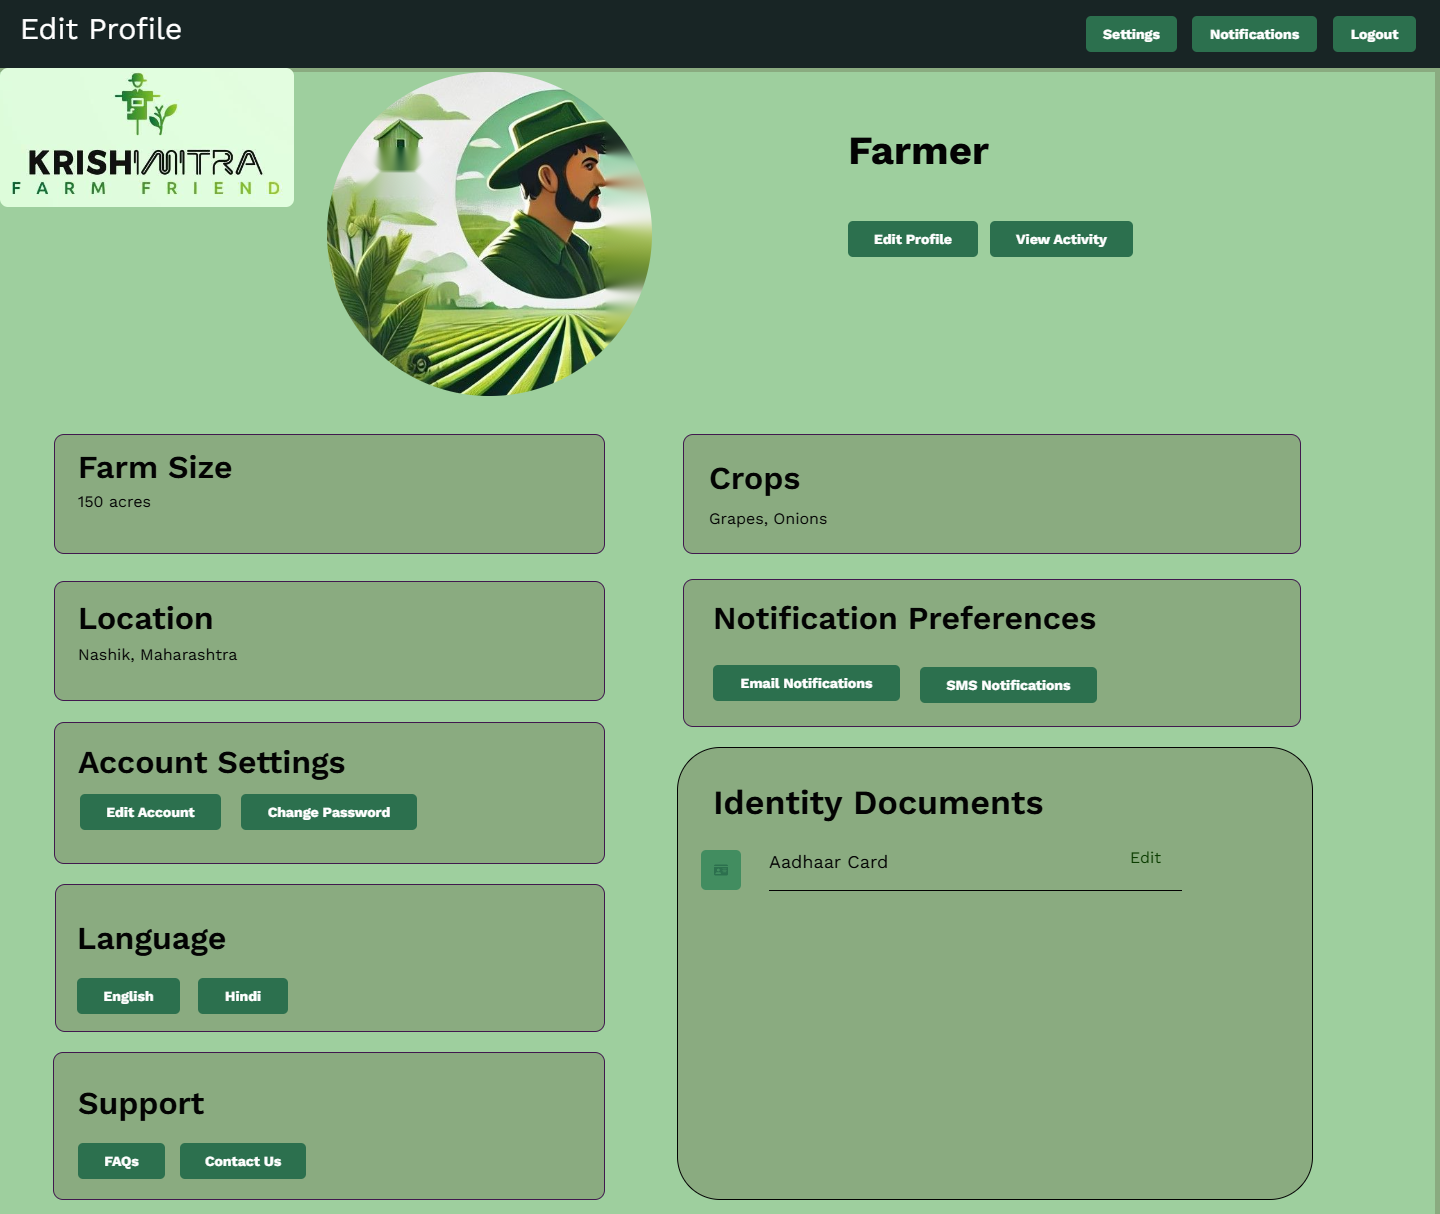 Edit Profile
Settings
Notifications
Logout
KRISHIMITRA
FARM FRIEND
Farmer
Edit Profile
View Activity
Farm Size
150 acres
Crops
Grapes, Onions
Location
Nashik, Maharashtra
Notification Preferences
Email Notifications
SMS Notifications
Account Settings
Edit Account
Change Password
Identity Documents
Aadhaar Card
Edit
Language
English
Hindi
Support
FAQs
Contact Us